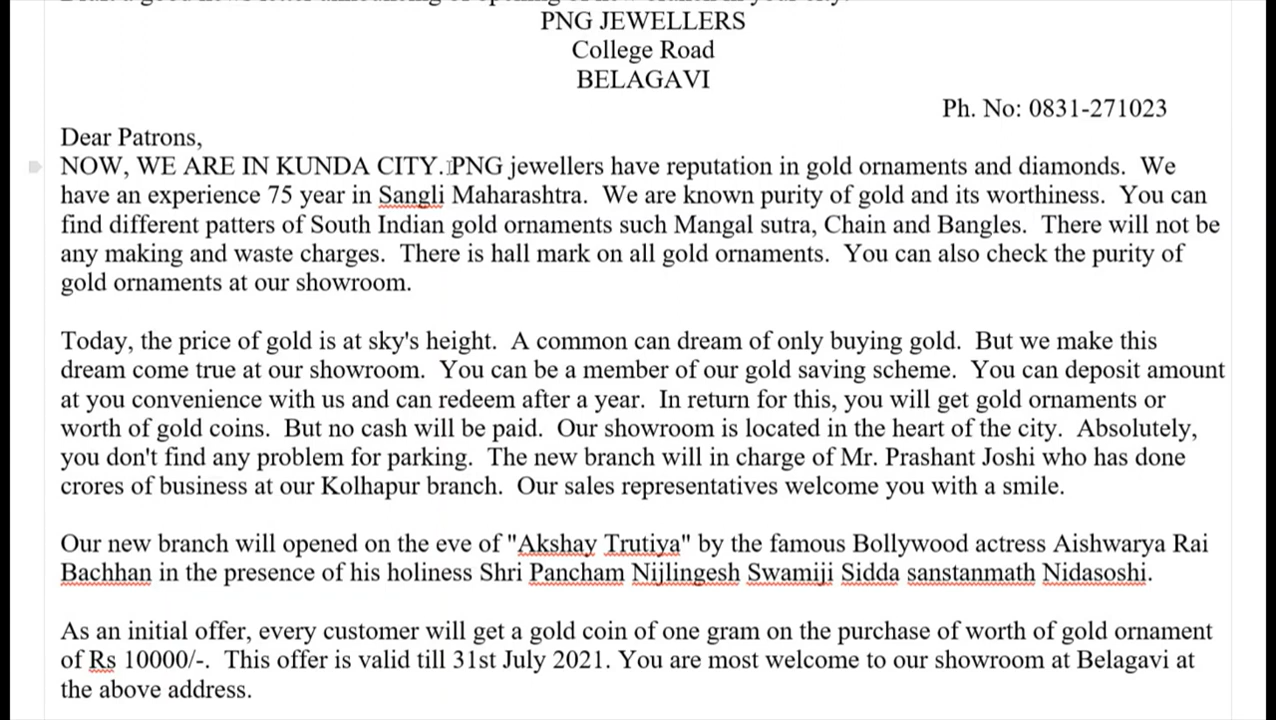 PNG JEWELLERS
College Road
BELAGAVI
Ph. No: 0831-271023
Dear Patrons,
NOW, WE ARE IN KUNDA CITY. PNG jewellers have reputation in gold ornaments and diamonds. We
have an experience 75 year in Sangli Maharashtra. We are known purity of gold and its worthiness. You can
find different patters of South Indian gold ornaments such Mangal sutra, Chain and Bangles. There will not be
any making and waste charges. There is hall mark on all gold ornaments. You can also check the purity of
gold ornaments at our showroom.
Today, the price of gold is at sky's height. A common can dream of only buying gold. But we make this
dream come true at our showroom. You can be a member of our gold saving scheme. You can deposit amount
at you convenience with us and can redeem after a year. In return for this, you will get gold ornaments or
worth of gold coins. But no cash will be paid. Our showroom is located in the heart of the city. Absolutely,
you don't find any problem for parking. The new branch will in charge of Mr. Prashant Joshi who has done
crores of business at our Kolhapur branch. Our sales representatives welcome you with a smile.
Our new branch will opened on the eve of "Akshay Trutiya" by the famous Bollywood actress Aishwarya Rai
Bachhan in the presence of his holiness Shri Pancham Nijlingesh Swamiji Sidda sanstanmath Nidasoshi.
As an initial offer, every customer will get a gold coin of one gram on the purchase of worth of gold ornament
of Rs 10000/-. This offer is valid till 31st July 2021. You are most welcome to our showroom at Belagavi at
the above address.